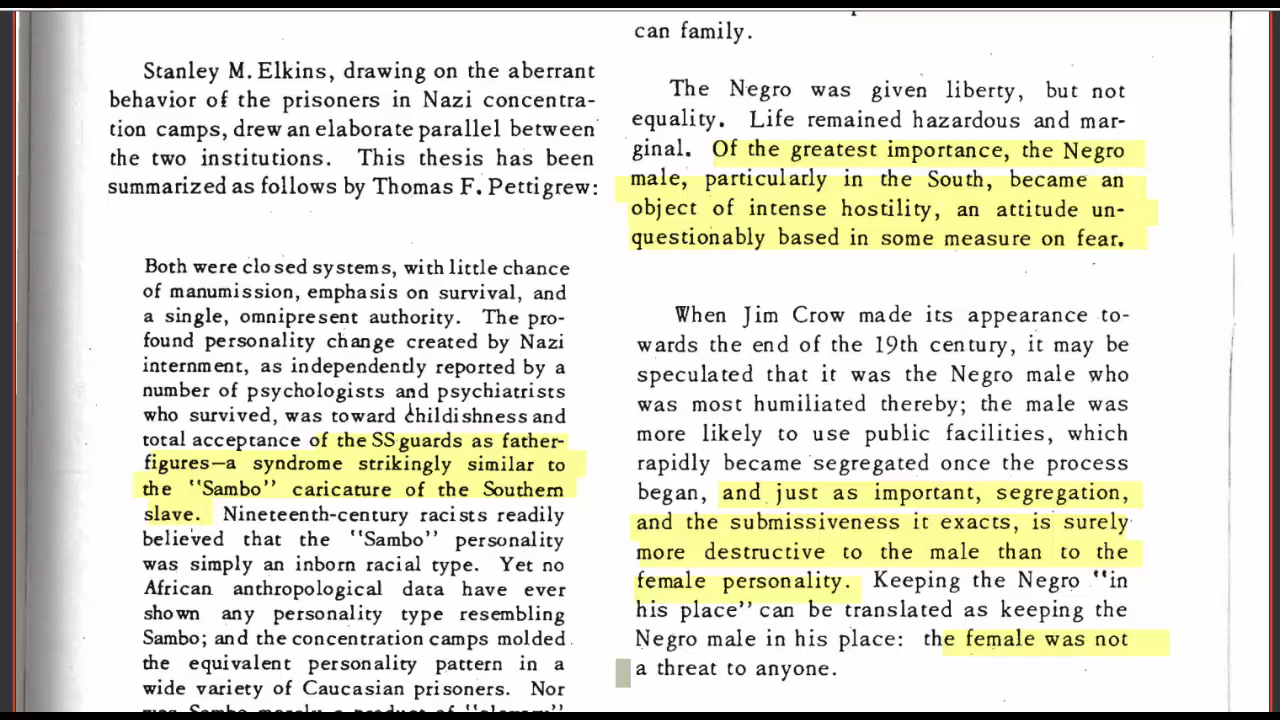 Stanley M. Elkins, drawing on the aberrant
behavior of the prisoners in Nazi concentra-
tion camps, drew an elaborate parallel between
the two institutions. This thesis has been
summarized as follows by Thomas F. Pettigrew:
Both were closed systems, with little chance
of manumission, emphasis on survival, and
a single, omnipresent authority. The pro-
found personality change created by Nazi
internment, as independently reported by a
number of psychologists and psychiatrists
who survived, was toward childishness and
total acceptance of the SS guards as father-
figures—a syndrome strikingly similar to
the "Sambo" caricature of the Southern
slave. Nineteenth-century racists readily
believed that the "Sambo" personality
was simply an inborn racial type. Yet no
African anthropological data have ever
shown any personality type resembling
Sambo; and the concentration camps molded
the equivalent personality pattern in a
wide variety of Caucasian prisoners. Nor
was Sambo merely a product of "slavery"
can family.
The Negro was given liberty, but not
equality. Life remained hazardous and mar-
ginal. Of the greatest importance, the Negro
male, particularly in the South, became an
object of intense hostility, an attitude un-
questionably based in some measure on fear.
When Jim Crow made its appearance to-
wards the end of the 19th century, it may be
speculated that it was the Negro male who
was most humiliated thereby; the male was
more likely to use public facilities, which
rapidly became segregated once the process
began, and just as important, segregation,
and the submissiveness it exacts, is surely
more destructive to the male than to the
female personality. Keeping the Negro "in
his place" can be translated as keeping the
Negro male in his place: the female was not
a threat to anyone.